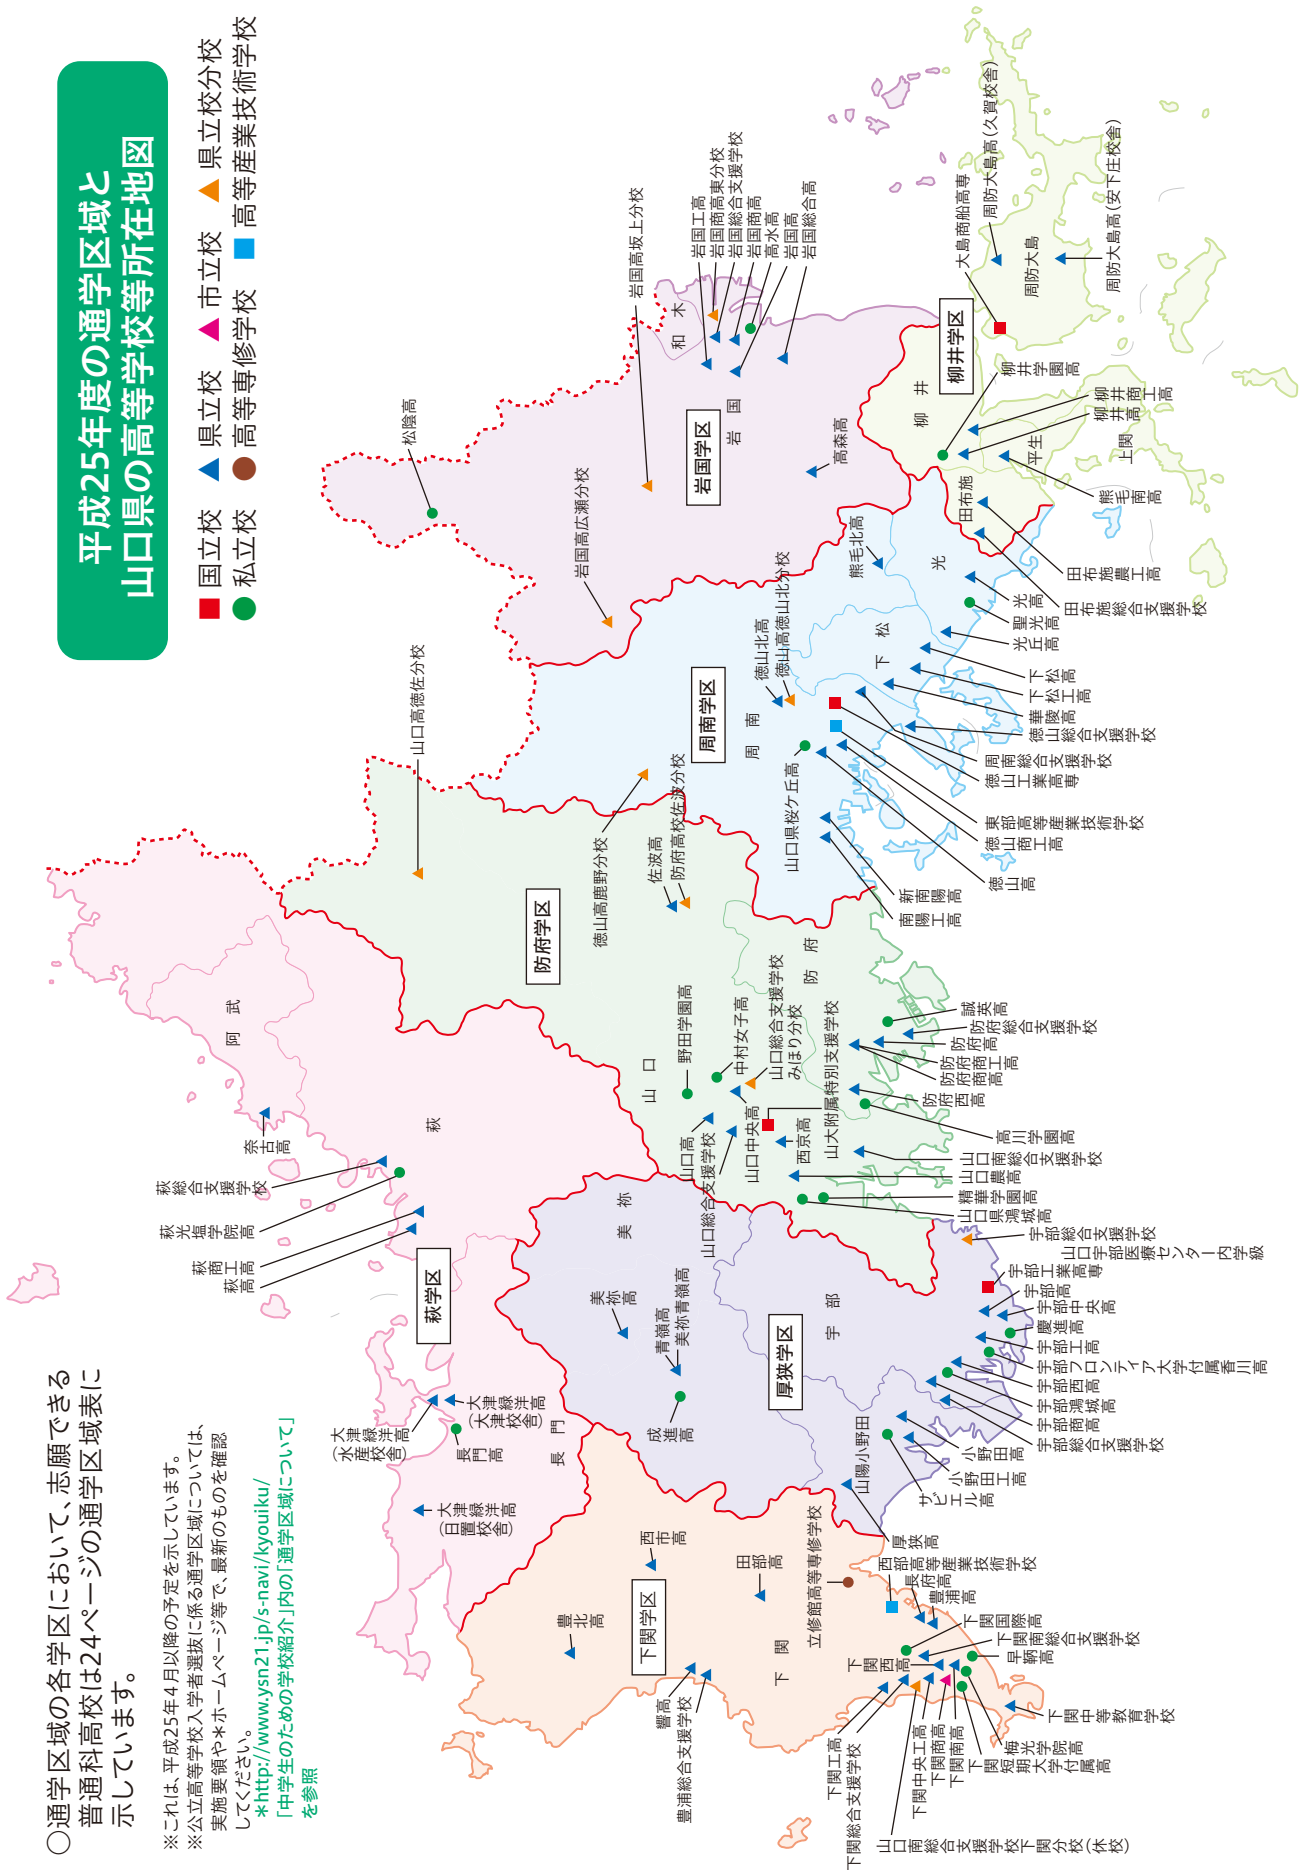 平成25年度の通学区域と
山口県の高等学校等所在地図
国立校
県立校
市立校
県立校分校
私立校
高等専修学校
高等産業技術学校
○通学区域の各学区において、志願できる
普通科高校は24ページの通学区域表に
示しています。
※これは、平成25年4月以降の予定を示しています。
※公立高等学校入学者選抜に係る通学区域については、
実施要領や＊ホームページ等で、最新のものを確認
してください。
＊http://www.ysn21.jp/s-navi/kyouiku/
「中学生のための学校紹介」内の「通学区域について」
を参照
岩国学区
和木
岩国
松陰高
岩国高坂上分校
岩国高広瀬分校
岩国工高
岩国商高東分校
岩国総合支援学校
岩国商高
高水高
岩国高
岩国総合高
高森高
柳井学区
柳井
周防大島
平生
上関
田布施
大島商船高専
周防大島高(久賀校舎)
周防大島高(安下庄校舎)
柳井学園高
柳井商工高
柳井高
熊毛南高
田布施農工高
田布施総合支援学校
周南学区
周南
下松
光
熊毛北高
徳山北高
徳山高徳山北分校
徳山高鹿野分校
山口県桜ケ丘高
光高
聖光高
光丘高
下松高
下松工高
華陵高
徳山総合支援学校
周南総合支援学校
徳山工業高専
東部高等産業技術学校
徳山商工高
徳山高
新南陽高
南陽工高
防府学区
山口
防府
山口高徳佐分校
佐波高
防府高校佐波分校
野田学園高
中村女子高
山口総合支援学校
みほり分校
山口高
山口総合支援学校
山口中央高
西京高
山大附属特別支援学校
誠英高
防府総合支援学校
防府高
防府商工高
防府商高
防府西高
高川学園高
山口南総合支援学校
山口農高
精華学園高
山口県鴻城高
萩学区
阿武
萩
長門
奈古高
萩総合支援学校
萩光塩学院高
萩商工高
萩高
大津緑洋高
(水産校舎)
大津緑洋高
(大津校舎)
長門高
大津緑洋高
(日置校舎)
厚狭学区
美祢
宇部
山陽小野田
美祢高
青嶺高
美祢青嶺高
成進高
宇部総合支援学校
山口宇部医療センター内学級
宇部工業高専
宇部高
宇部中央高
慶進高
宇部工高
宇部フロンティア大学付属香川高
宇部西高
宇部鴻城高
宇部商高
宇部総合支援学校
小野田高
小野田工高
サビエル高
厚狭高
下関学区
下関
豊北高
西市高
田部高
響高
豊浦総合支援学校
立修館高等専修学校
西部高等産業技術学校
長府高
豊浦高
下関国際高
下関南総合支援学校
早鞆高
下関西高
下関工高
下関総合支援学校
山口南総合支援学校下関分校(休校)
下関中央工高
下関商高
下関南高
下関短期大学付属高
梅光学院高
下関中等教育学校